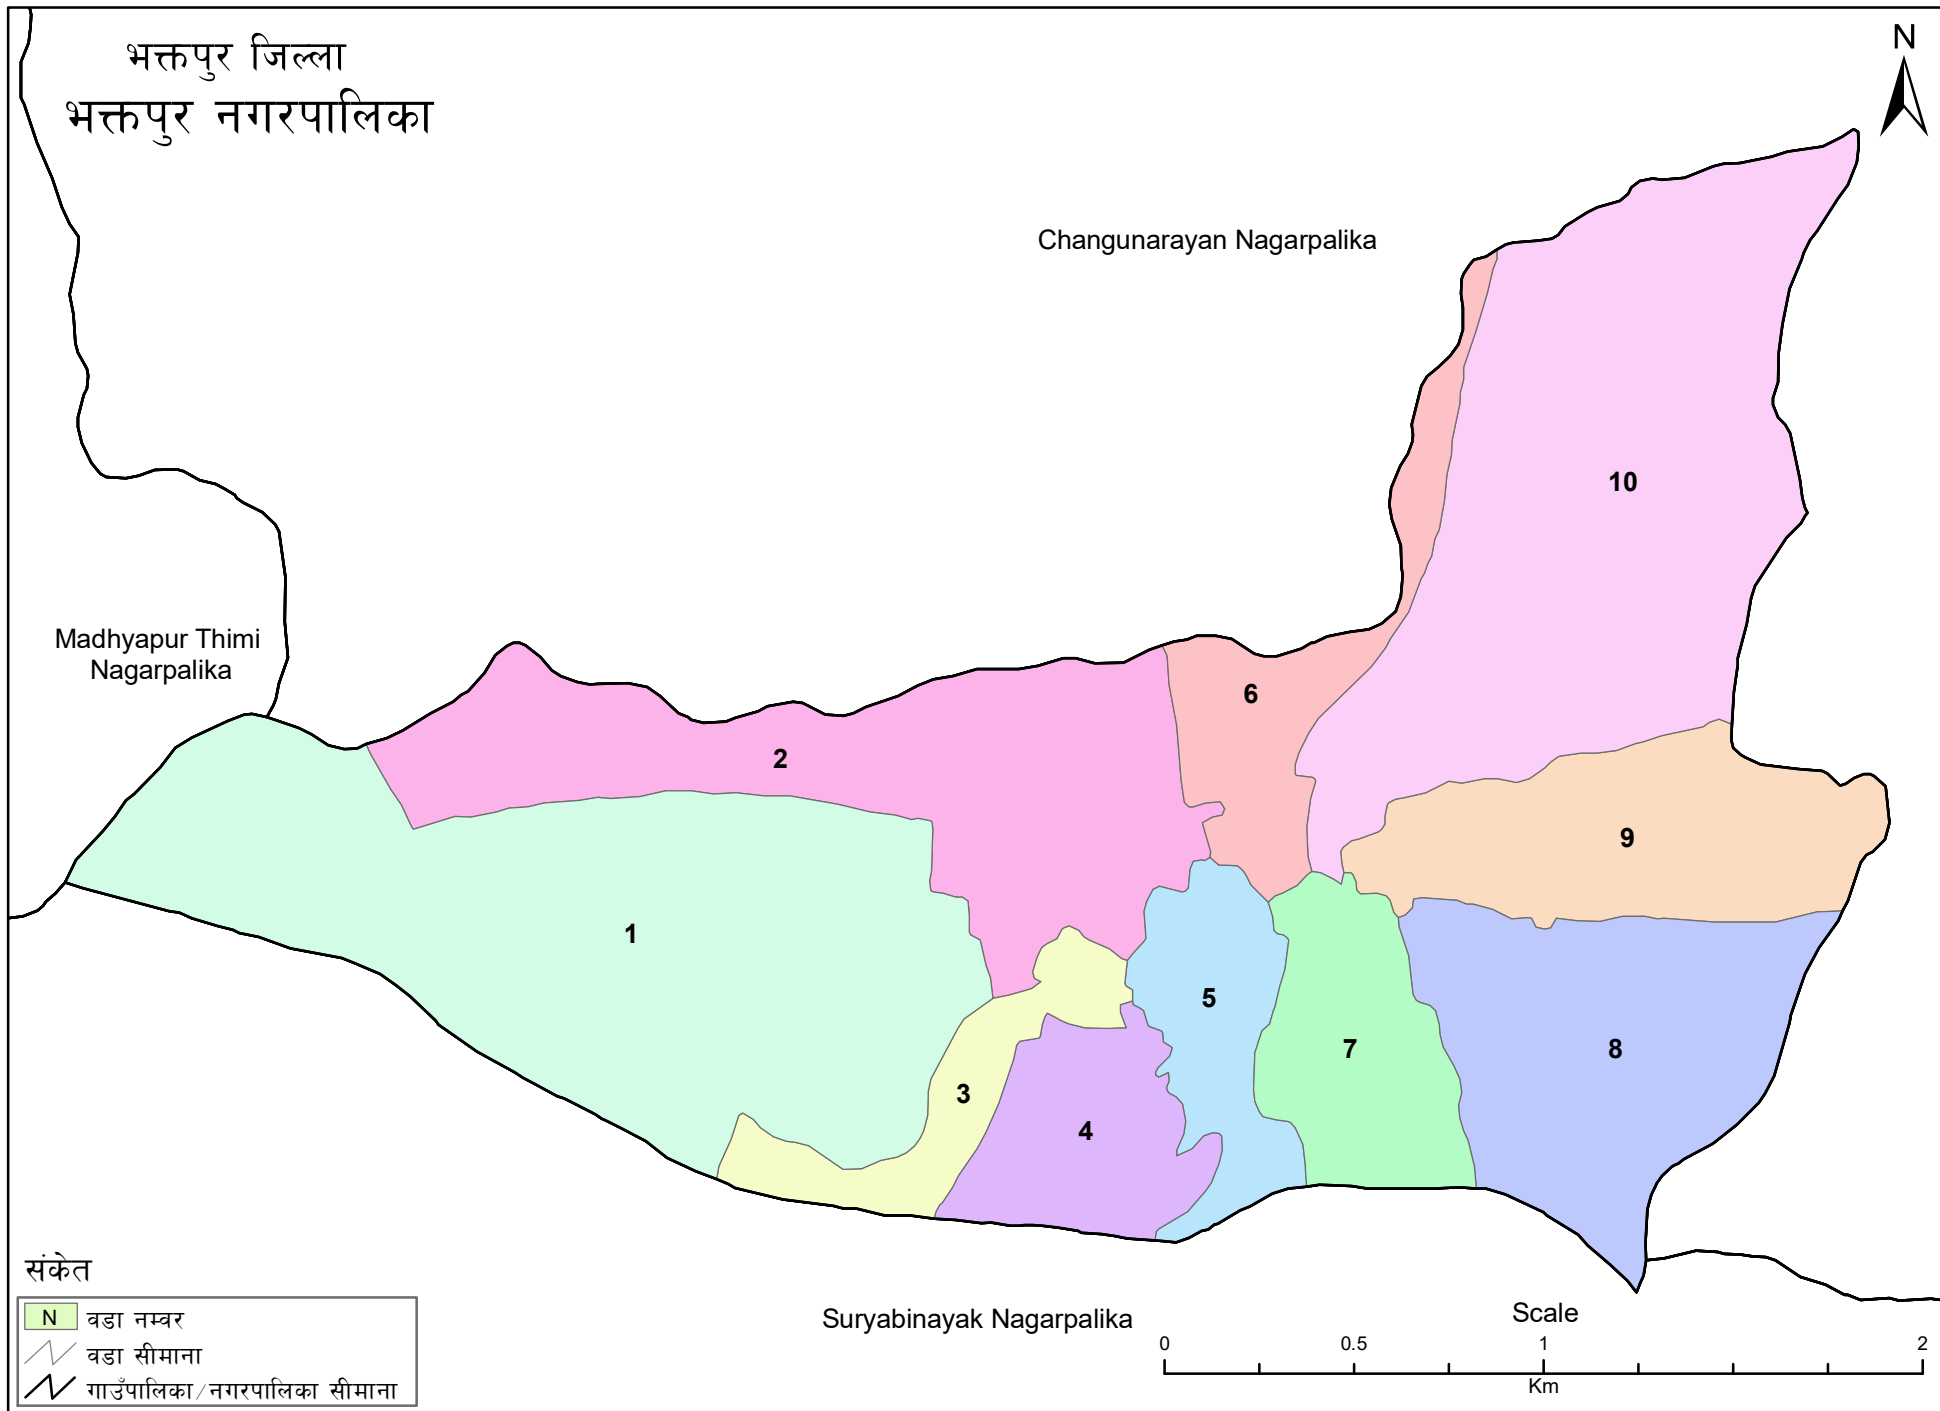 भक्तपुर जिल्ला
भक्तपुर नगरपालिका
N
Changunarayan Nagarpalika
10
Madhyapur Thimi
Nagarpalika
6
2
9
1
5
7
8
3
4
संकेत
N वडा नम्वर
वडा सीमाना
गाउँपालिका/नगरपालिका सीमाना
Suryabinayak Nagarpalika
Scale
0 0.5 1 2
Km